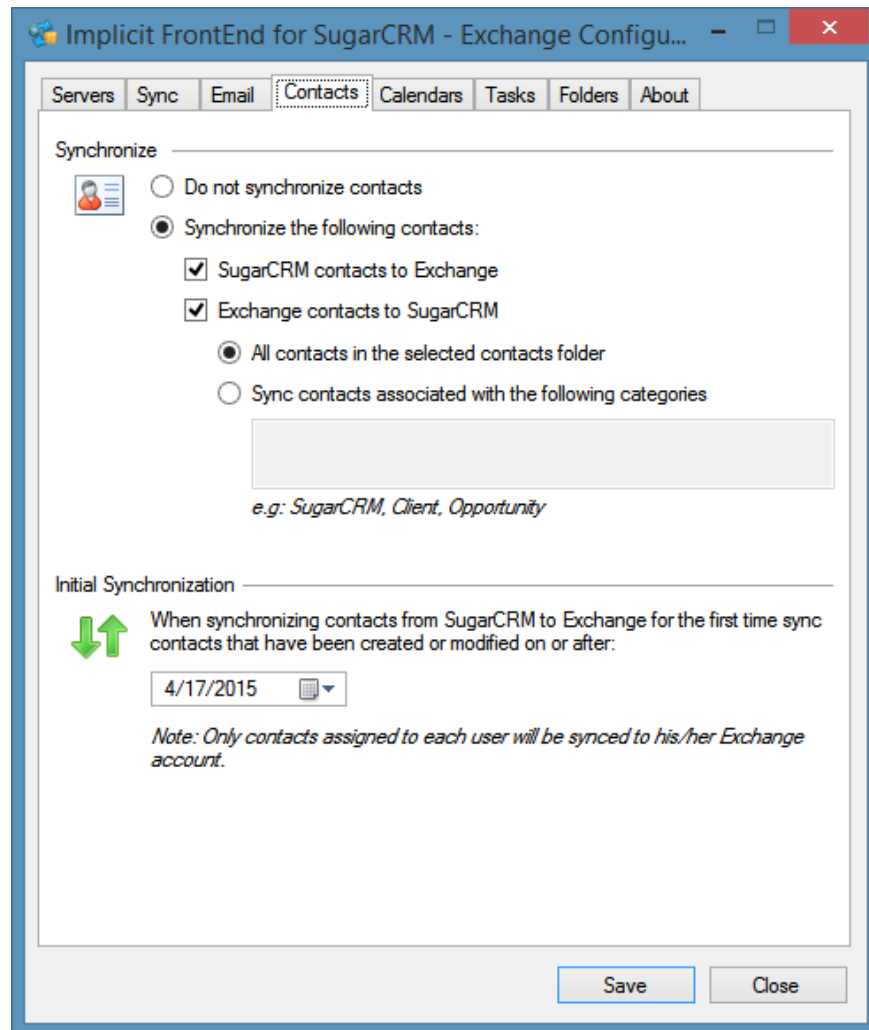 Implicit FrontEnd for SugarCRM - Exchange Configu...
Servers Sync Email Contacts Calendars Tasks Folders About
Synchronize
Do not synchronize contacts
Synchronize the following contacts:
SugarCRM contacts to Exchange
Exchange contacts to SugarCRM
All contacts in the selected contacts folder
Sync contacts associated with the following categories
e.g: SugarCRM, Client, Opportunity
Initial Synchronization
When synchronizing contacts from SugarCRM to Exchange for the first time sync
contacts that have been created or modified on or after:
4/17/2015
Note: Only contacts assigned to each user will be synced to his/her Exchange
account.
Save Close